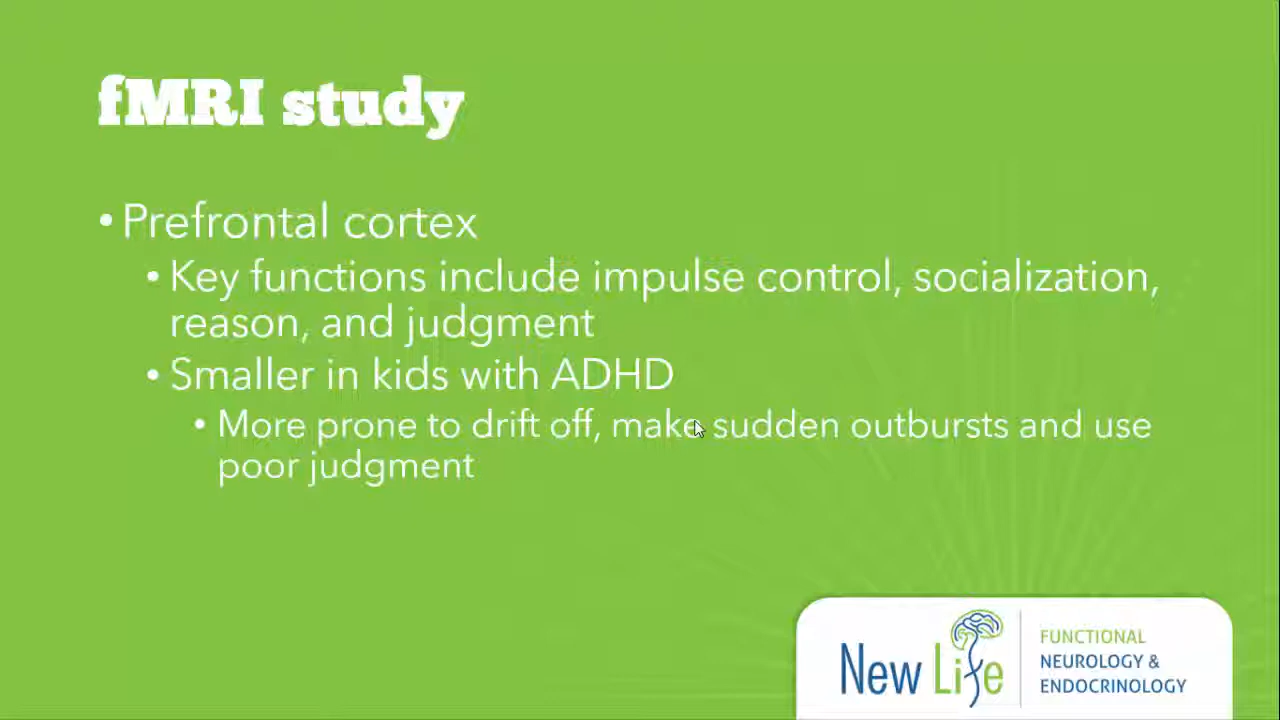 fMRI study
• Prefrontal cortex
• Key functions include impulse control, socialization,
reason, and judgment
• Smaller in kids with ADHD
• More prone to drift off, make sudden outbursts and use
poor judgment
New Life
FUNCTIONAL
NEUROLOGY &
ENDOCRINOLOGY